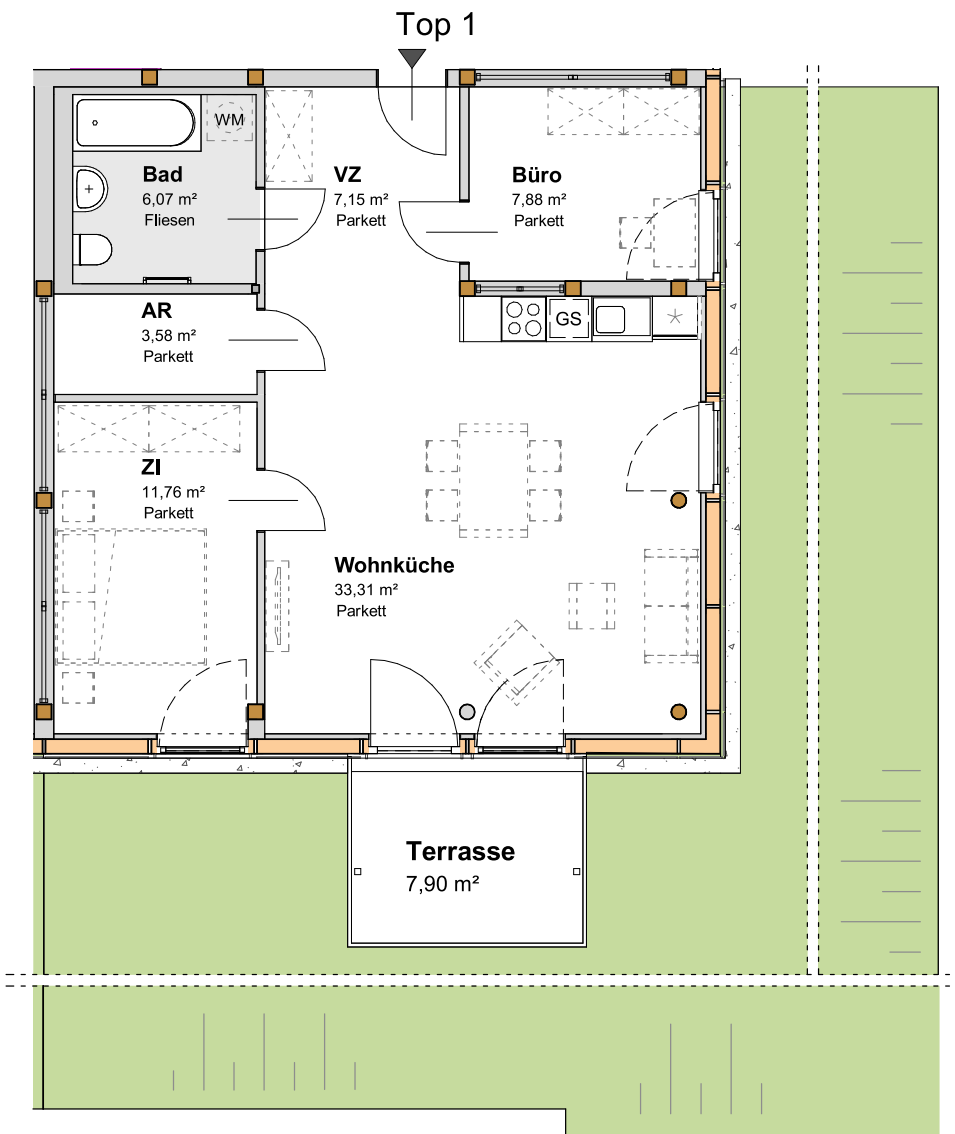 Top 1
WM
Bad
6,07 m²
Fliesen
VZ
7,15 m²
Parkett
Büro
7,88 m²
Parkett
AR
3,58 m²
Parkett
GS
ZI
11,76 m²
Parkett
Wohnküche
33,31 m²
Parkett
Terrasse
7,90 m²